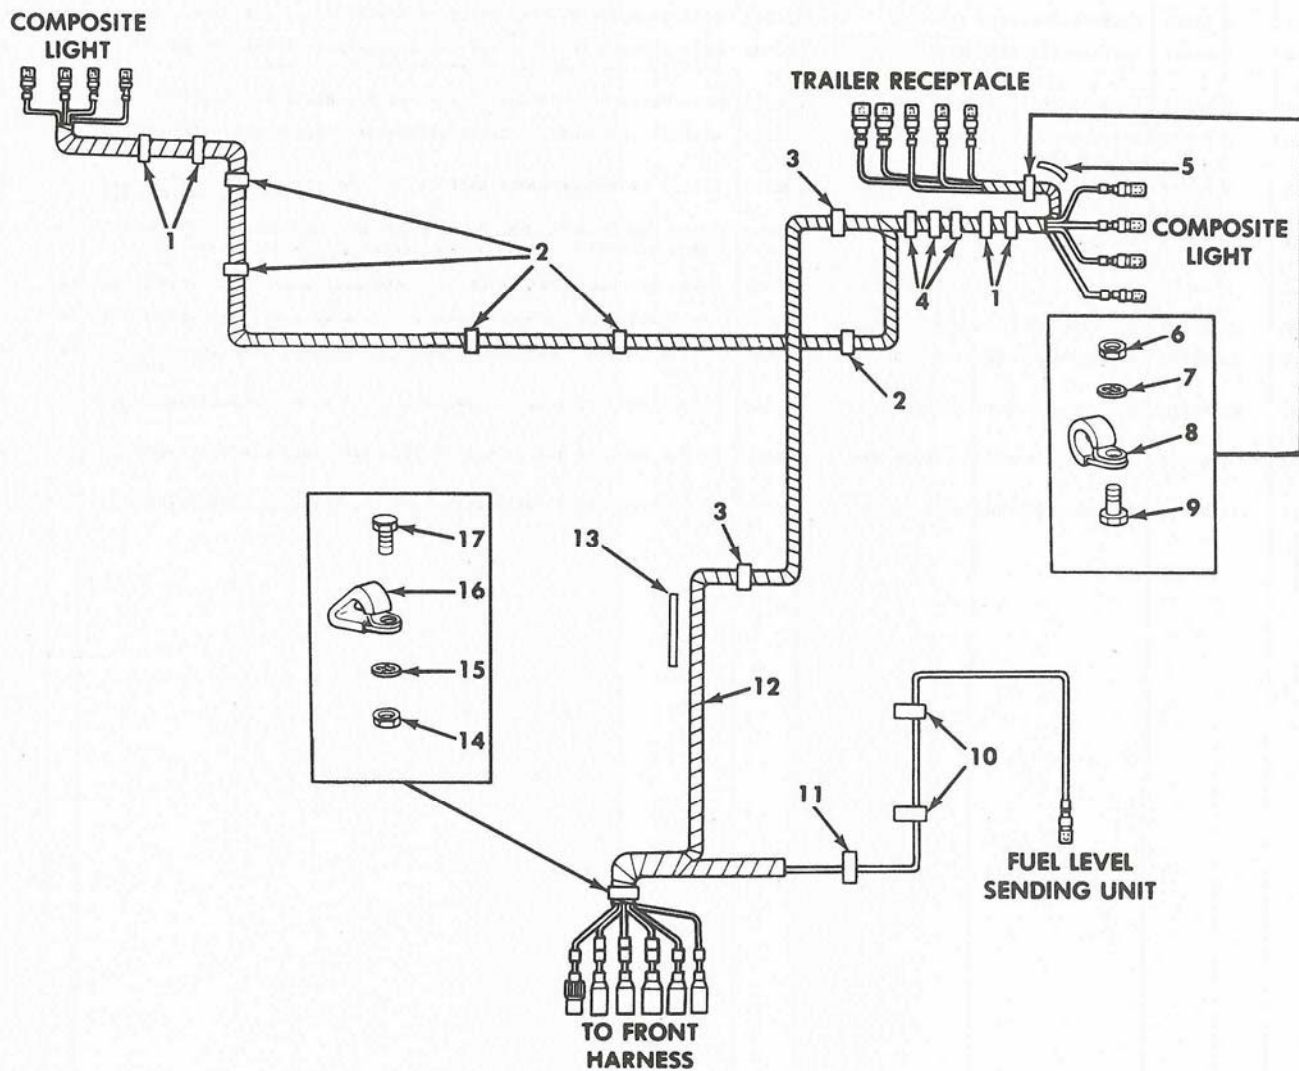 COMPOSITE
LIGHT
TRAILER RECEPTACLE
3
5
1
2
COMPOSITE
LIGHT
4
1
6
7
2
8
9
3
13
17
16
15
12
14
10
11
FUEL LEVEL
SENDING UNIT
TO FRONT
HARNESS